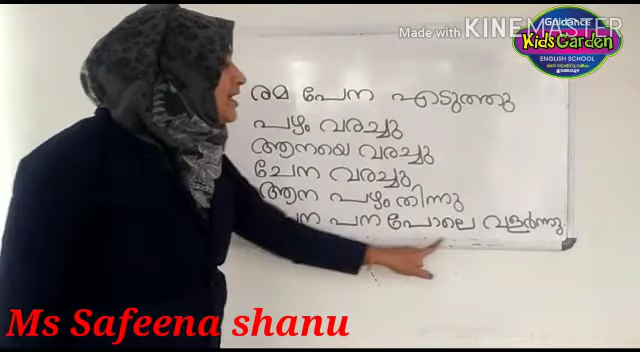 Made with KINEMASTER
Guidance
Kids Garden
ENGLISH SCHOOL
രമ പേന എടുത്തു
പഴം വരച്ചു
ആനയെ വരച്ചു
ചേന വരച്ചു
ആന പഴം തിന്നു
പന പോലെ വളർന്നു
Ms Safeena shanu